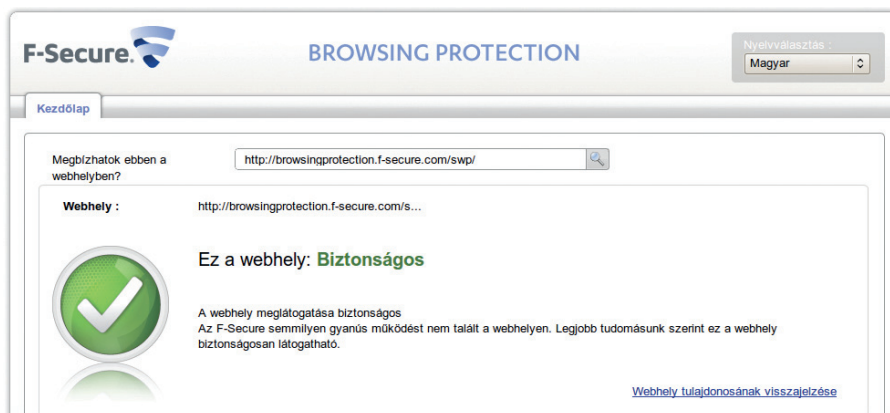 F-Secure.
BROWSING PROTECTION
Nyelvválasztás :
Magyar
Kezdőlap
Megbízhatok ebben a
webhelyben?
http://browsingprotection.f-secure.com/swp/
Webhely :
http://browsingprotection.f-secure.com/s...
Ez a webhely: Biztonságos
A webhely meglátogatása biztonságos
Az F-Secure semmilyen gyanús működést nem talált a webhelyen. Legjobb tudomásunk szerint ez a webhely
biztonságosan látogatható.
Webhely tulajdonosának visszajelzése